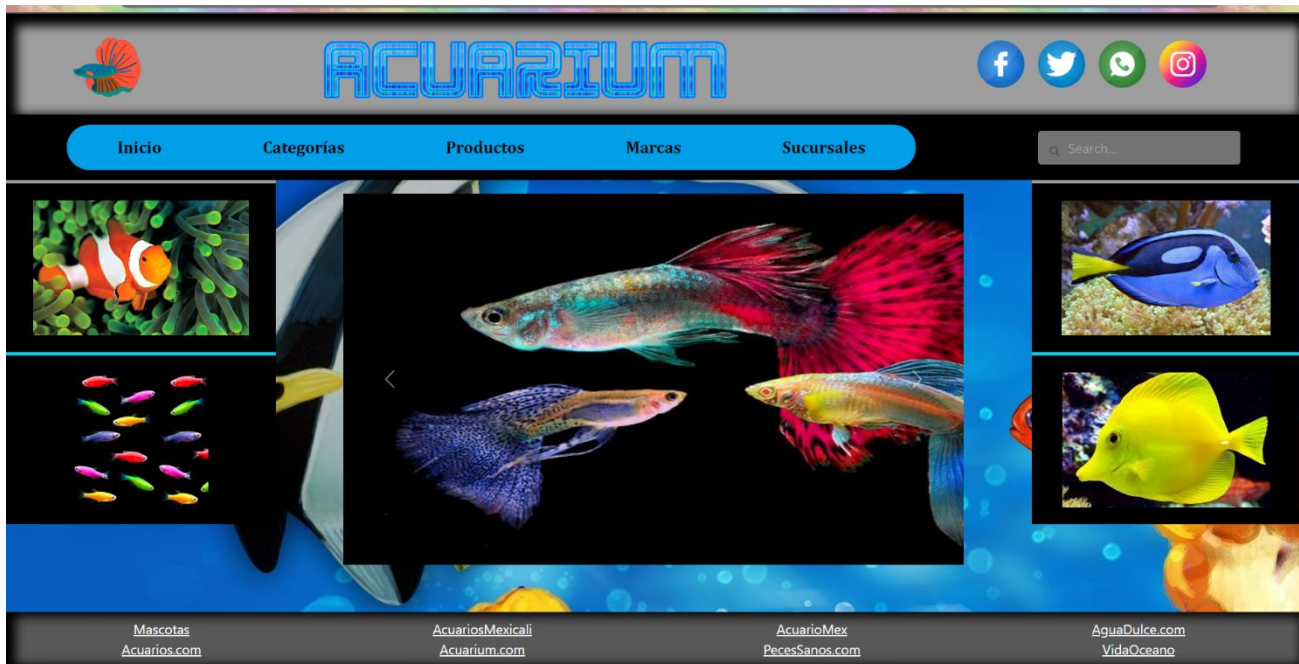 ACUARIUM
Inicio Categorías Productos Marcas Sucursales
Search...
Mascotas AcuariosMexicali AcuarioMex AguaDulce.com
Acuarios.com Acuarium.com PecesSanos.com VidaOceano